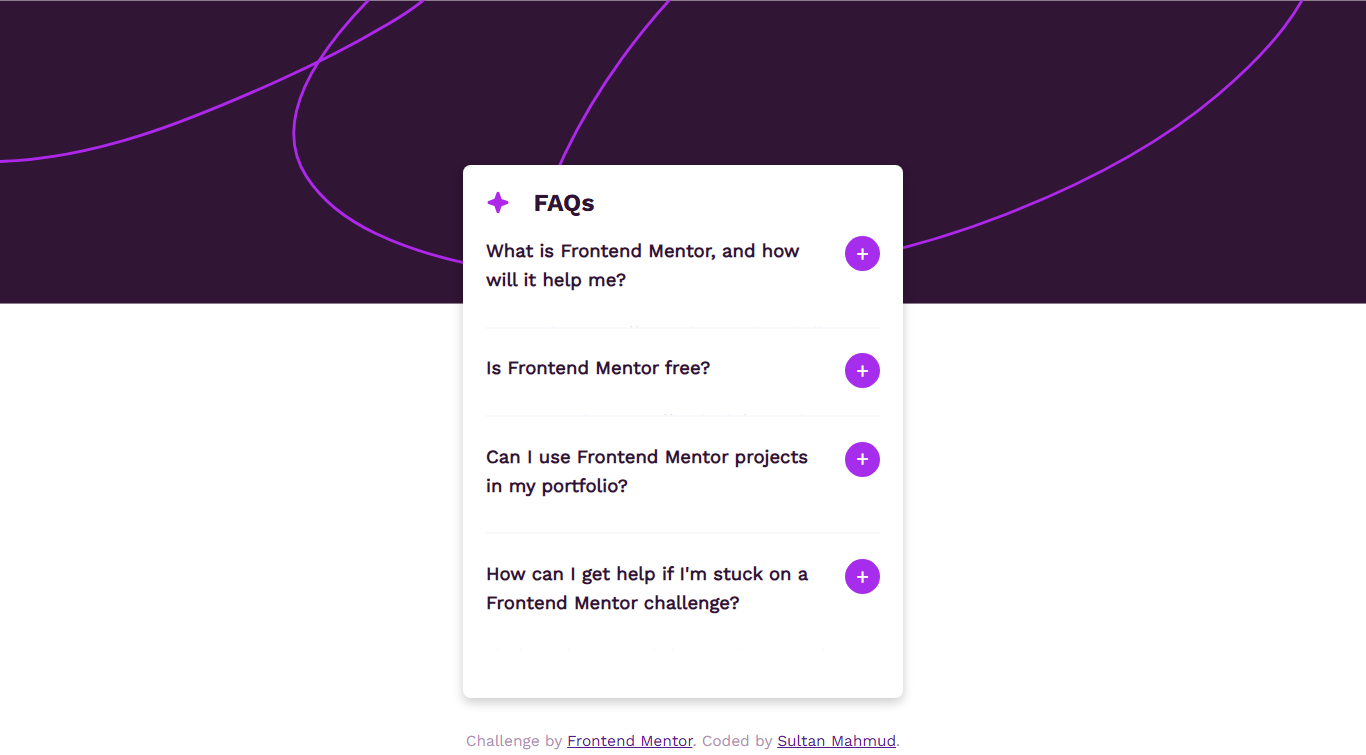 FAQs
What is Frontend Mentor, and how
will it help me?
Is Frontend Mentor free?
Can I use Frontend Mentor projects
in my portfolio?
How can I get help if I'm stuck on a
Frontend Mentor challenge?
Challenge by Frontend Mentor. Coded by Sultan Mahmud.